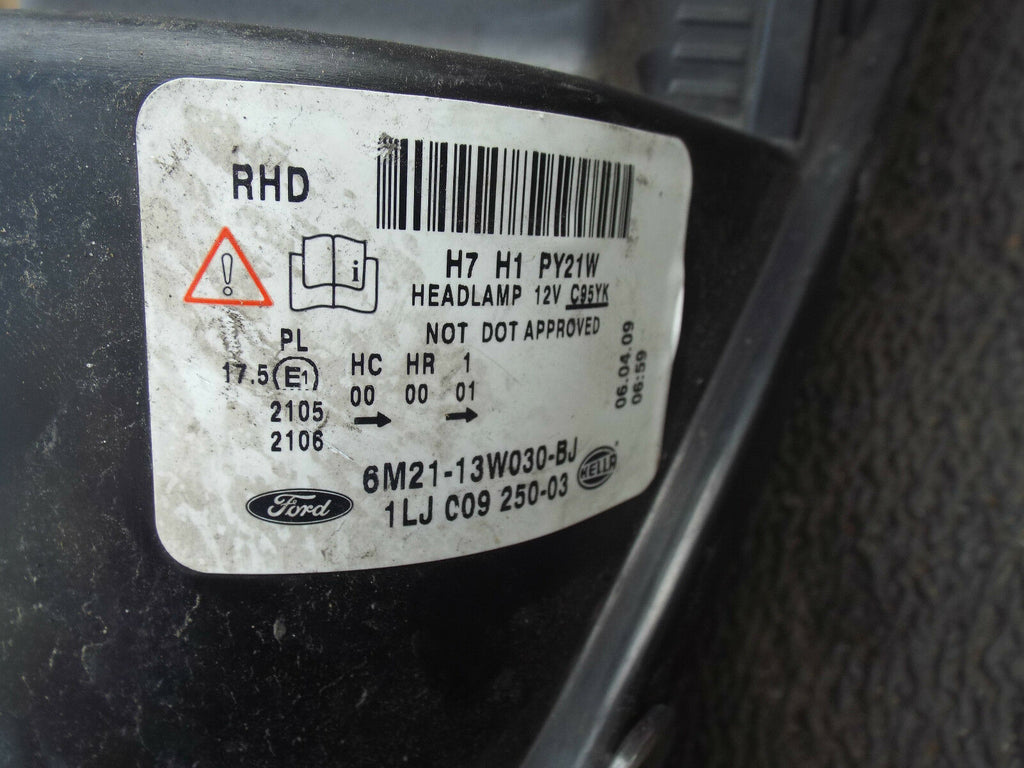 RHD
i
H7 H1 PY21W
HEADLAMP 12V C95YK
NOT DOT APPROVED
06.04.09
06:59
PL
17.5 E1 HC HR 1
00 00 01
2105
2106
6M21-13W030-BJ
Ford 1LJ C09 250-03 HELLA